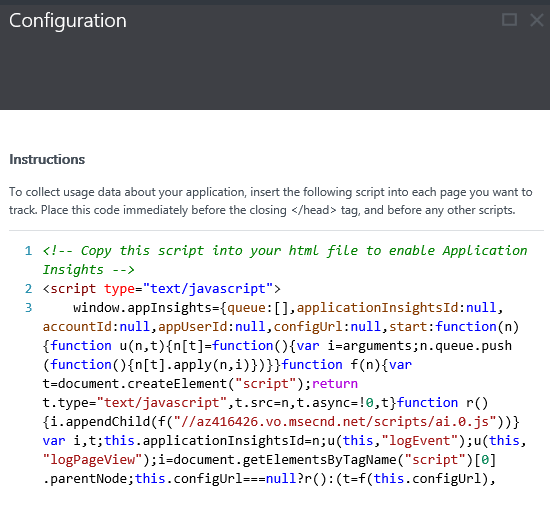 Configuration
Instructions
To collect usage data about your application, insert the following script into each page you want to
track. Place this code immediately before the closing </head> tag, and before any other scripts.
1 <!-- Copy this script into your html file to enable Application
Insights -->
2 <script type="text/javascript">
3 window.appInsights={queue:[],applicationInsightsId:null,
accountId:null,appUserId:null,configUrl:null,start:function(n)
{function u(n,t){n[t]=function(){var i=arguments;n.queue.push
(function(){n[t].apply(n,i)})}}function f(n){var
t=document.createElement("script");return
t.type="text/javascript",t.src=n,t.async=!0,t}function r()
{i.appendChild(f("//az416426.vo.msecnd.net/scripts/ai.0.js"))}
var i,t;this.applicationInsightsId=n;u(this,"logEvent");u(this,
"logPageView");i=document.getElementsByTagName("script")[0]
.parentNode;this.configUrl===null?r():(t=f(this.configUrl),